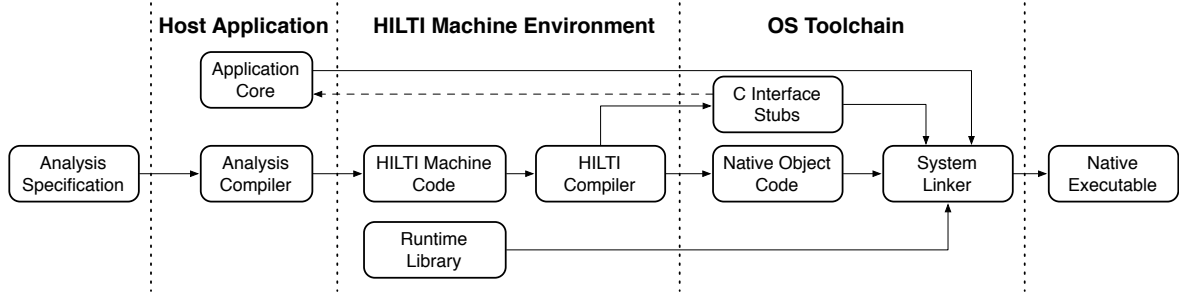 Host Application
HILTI Machine Environment
OS Toolchain
Application
Core
C Interface
Stubs
Analysis
Specification
Analysis
Compiler
HILTI Machine
Code
HILTI
Compiler
Native Object
Code
System
Linker
Native
Executable
Runtime
Library